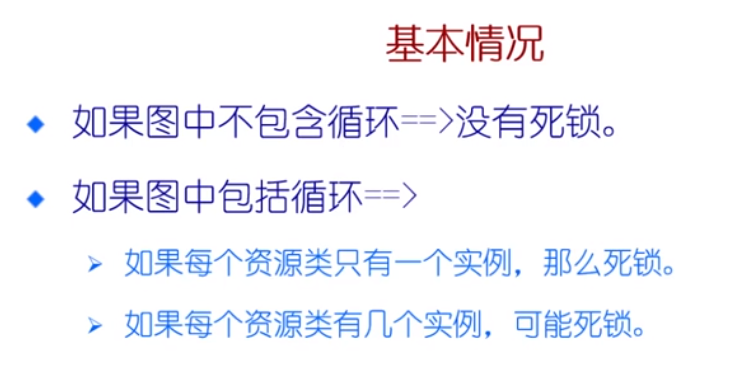 基本情况
如果图中不包含循环==>没有死锁。
如果图中包括循环==>
如果每个资源类只有一个实例，那么死锁。
如果每个资源类有几个实例，可能死锁。